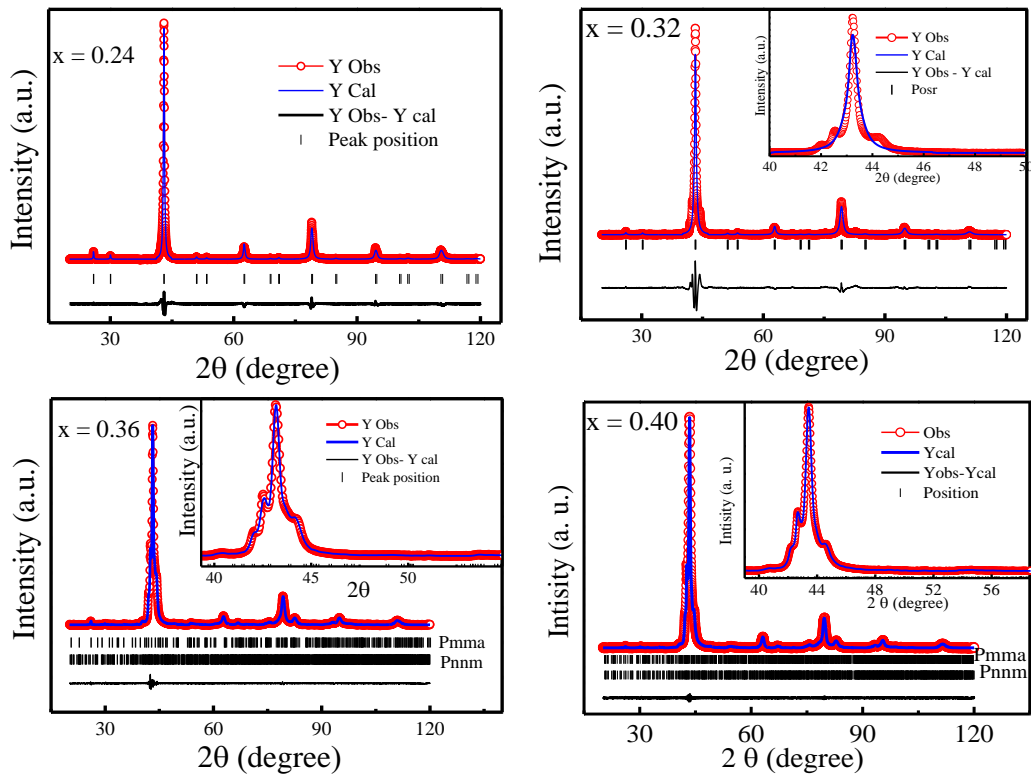 x = 0.24
Y Obs
Y Cal
Y Obs- Y cal
Peak position
Intensity (a.u.)
30 60 90 120
2θ (degree)
x = 0.32
Y Obs
Y Cal
Y Obs - Y cal
Posr
Intensity (a.u.)
40 42 44 46 48 50
2θ (degree)
Intensity (a.u.)
30 60 90 120
2θ (degree)
x = 0.36
Y Obs
Y Cal
Y Obs- Y cal
Peak position
Intensity (a.u.)
40 45 50
2θ
Pmma
Pnnm
Intensity (a.u.)
30 60 90 120
2θ (degree)
x = 0.40
Obs
Ycal
Yobs-Ycal
Position
Intisity (a. u.)
40 44 48 52 56
2 θ (degree)
Pmma
Pnnm
Intisity (a. u.)
30 60 90 120
2 θ (degree)